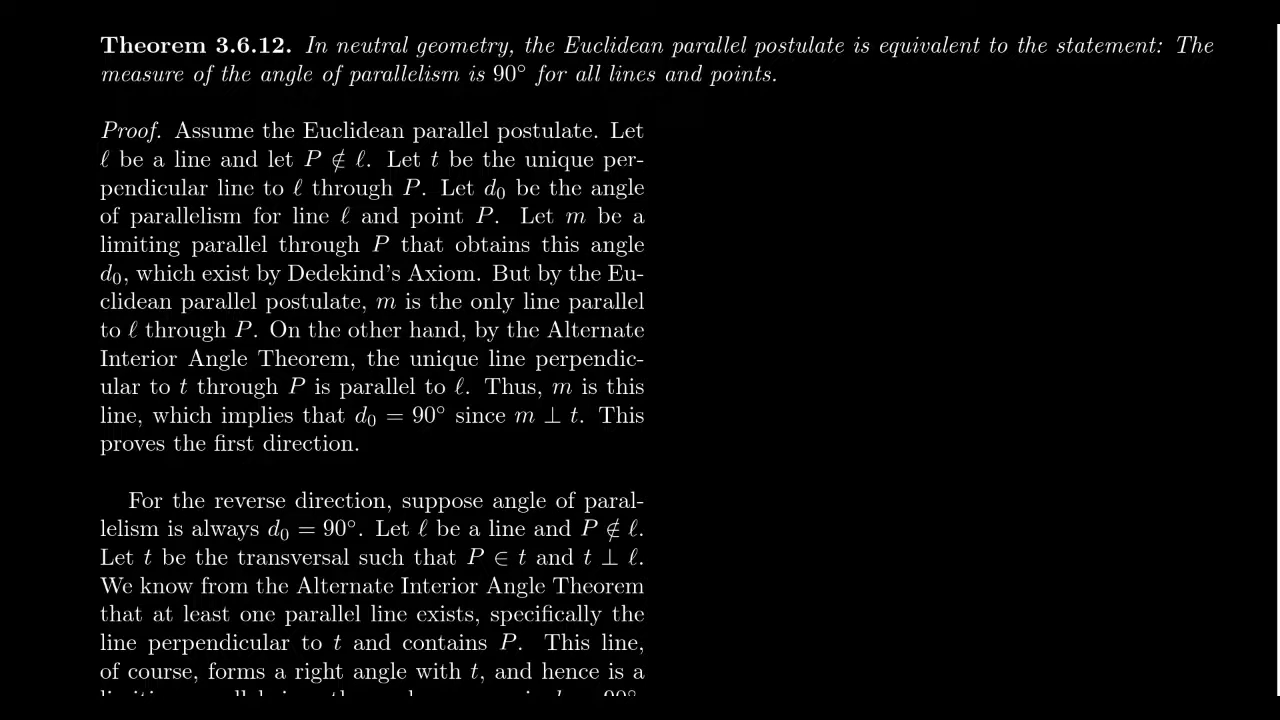 Theorem 3.6.12. In neutral geometry, the Euclidean parallel postulate is equivalent to the statement: The
measure of the angle of parallelism is 90° for all lines and points.
Proof. Assume the Euclidean parallel postulate. Let
ℓ be a line and let P ∉ ℓ. Let t be the unique per-
pendicular line to ℓ through P. Let d₀ be the angle
of parallelism for line ℓ and point P. Let m be a
limiting parallel through P that obtains this angle
d₀, which exist by Dedekind's Axiom. But by the Eu-
clidean parallel postulate, m is the only line parallel
to ℓ through P. On the other hand, by the Alternate
Interior Angle Theorem, the unique line perpendic-
ular to t through P is parallel to ℓ. Thus, m is this
line, which implies that d₀ = 90° since m ⊥ t. This
proves the first direction.
For the reverse direction, suppose angle of paral-
lelism is always d₀ = 90°. Let ℓ be a line and P ∉ ℓ.
Let t be the transversal such that P ∈ t and t ⊥ ℓ.
We know from the Alternate Interior Angle Theorem
that at least one parallel line exists, specifically the
line perpendicular to t and contains P. This line,
of course, forms a right angle with t, and hence is a